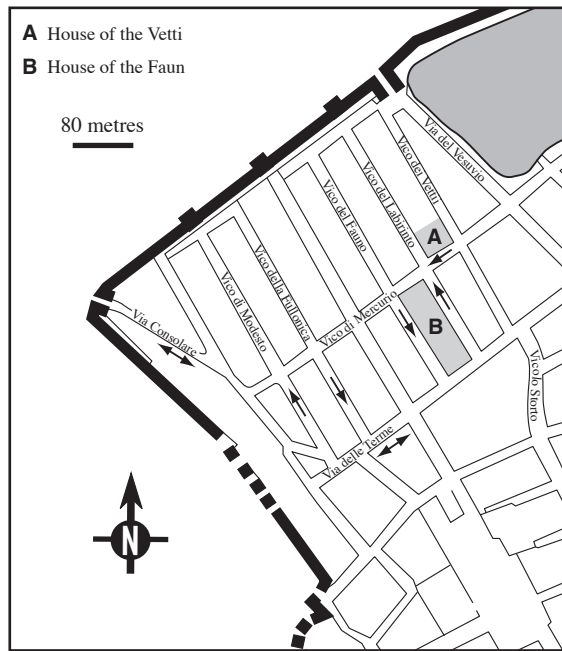 A House of the Vetti
B House of the Faun
80 metres
Via del Vesuvio
Vico dei Vetti
Vico del Labirinto
Vico del Fauno
Vico della Fullonica
Vico di Modesto
A
B
Vico di Mercurio
Via Consolare
Vicolo Storto
Via delle Terme
N